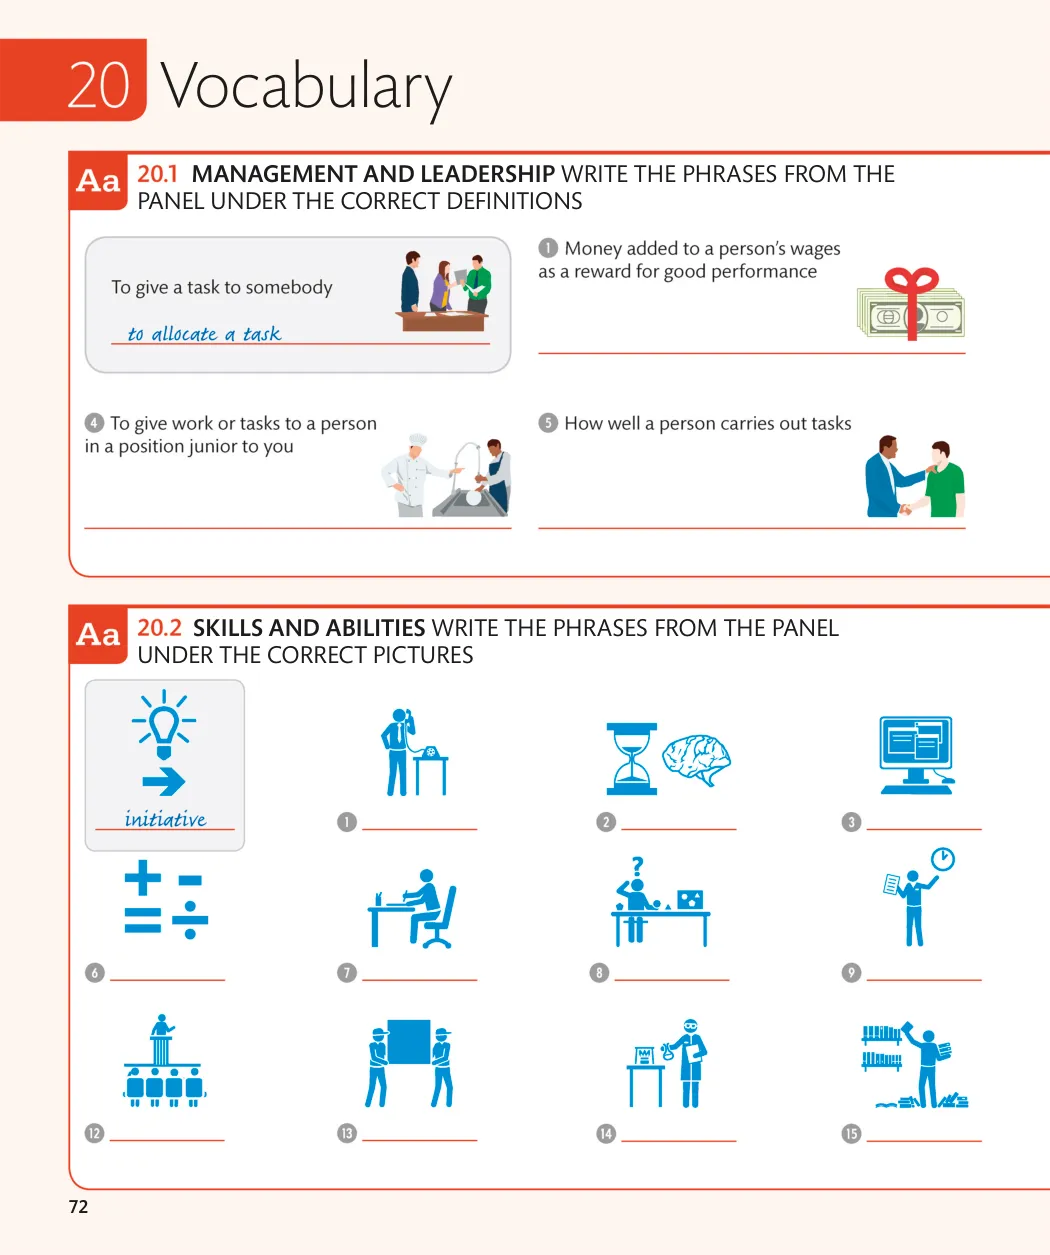 20 Vocabulary
Aa
20.1 MANAGEMENT AND LEADERSHIP WRITE THE PHRASES FROM THE
PANEL UNDER THE CORRECT DEFINITIONS
To give a task to somebody
to allocate a task
1 Money added to a person's wages
as a reward for good performance
4 To give work or tasks to a person
in a position junior to you
5 How well a person carries out tasks
Aa
20.2 SKILLS AND ABILITIES WRITE THE PHRASES FROM THE PANEL
UNDER THE CORRECT PICTURES
initiative
1
2
3
?
6
7
8
9
12
13
14
15
72